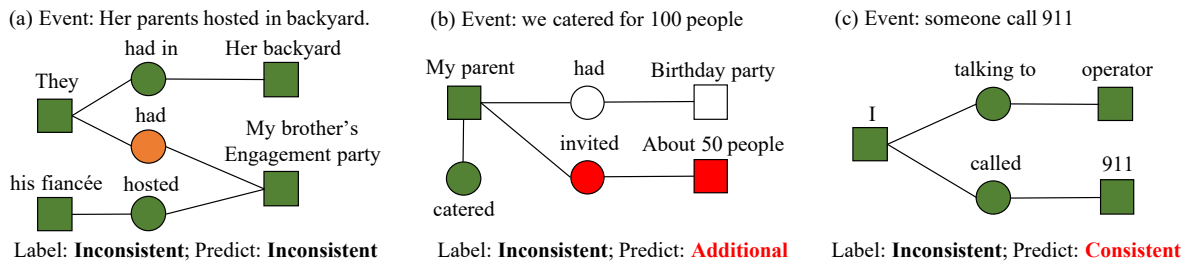 (a) Event: Her parents hosted in backyard.
had in
Her backyard
They
had
My brother's
Engagement party
his fiancée
hosted
Label: Inconsistent; Predict: Inconsistent
(b) Event: we catered for 100 people
My parent
had
Birthday party
invited
About 50 people
catered
Label: Inconsistent; Predict: Additional
(c) Event: someone call 911
talking to
operator
I
called
911
Label: Inconsistent; Predict: Consistent